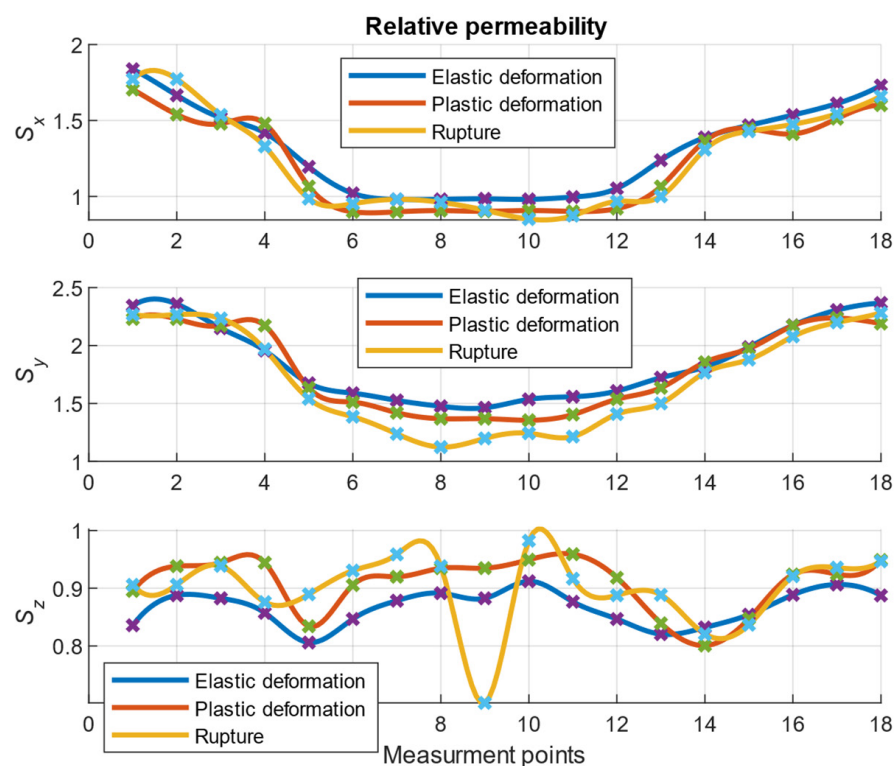 Relative permeability
2
1.5
1
S_x
Elastic deformation
Plastic deformation
Rupture
0 2 4 6 8 10 12 14 16 18
2.5
2
1.5
1
S_y
Elastic deformation
Plastic deformation
Rupture
0 2 4 6 8 10 12 14 16 18
1
0.9
0.8
S_z
Elastic deformation
Plastic deformation
Rupture
0 8 10 12 14 16 18
Measurment points